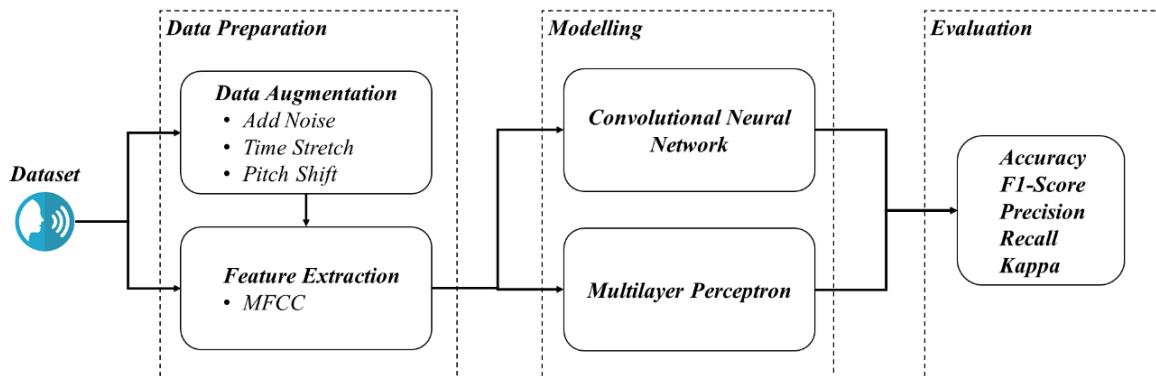 Dataset
Data Preparation
Data Augmentation
• Add Noise
• Time Stretch
• Pitch Shift
Feature Extraction
• MFCC
Modelling
Convolutional Neural
Network
Multilayer Perceptron
Evaluation
Accuracy
F1-Score
Precision
Recall
Kappa